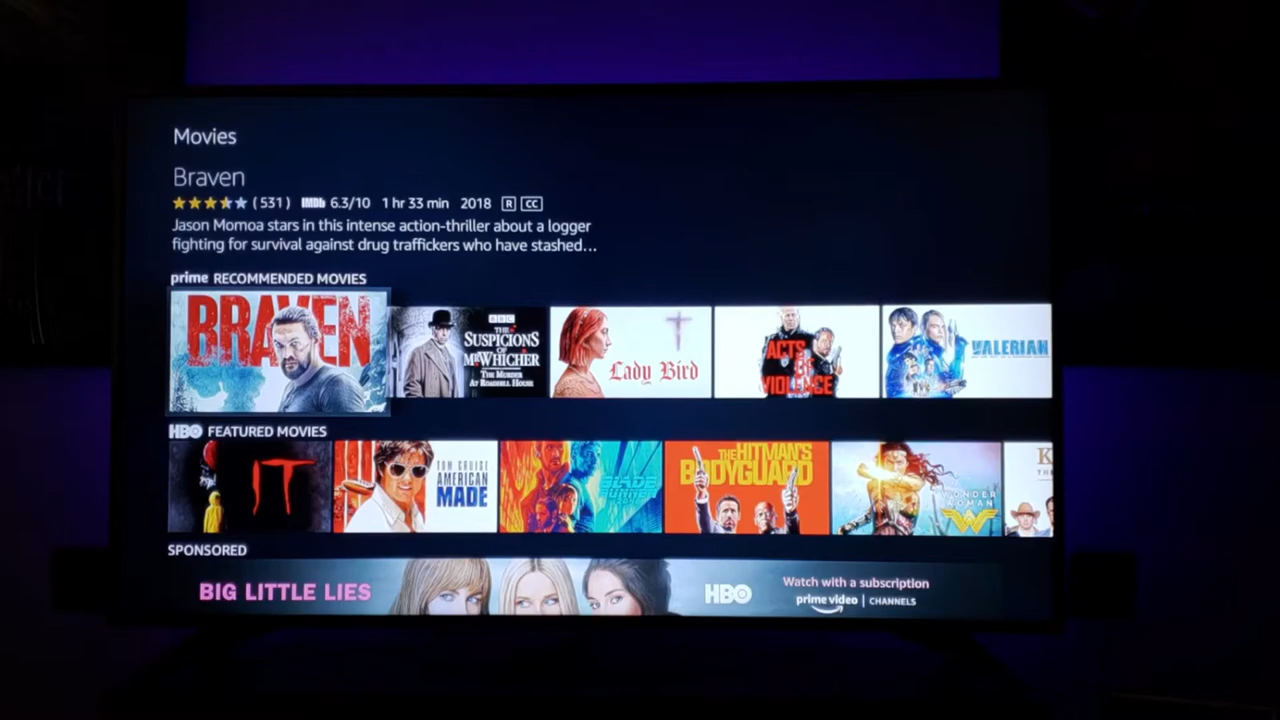 Movies
Braven
(531) IMDb 6.3/10 1 hr 33 min 2018 R CC
Jason Momoa stars in this intense action-thriller about a logger
fighting for survival against drug traffickers who have stashed...
prime RECOMMENDED MOVIES
BRAVEN
BBC
THE
SUSPICIONS
OF
MR WHICHER
THE MURDER
AT ROADHILL HOUSE
Lady Bird
ACTS
OF
VIOLENCE
VALERIAN
HBO FEATURED MOVIES
IT
TOM CRUISE
AMERICAN
MADE
BLADE
RUNNER
THE HITMAN'S
BODYGUARD
WONDER
WOMAN
SPONSORED
BIG LITTLE LIES
HBO
Watch with a subscription
prime video | CHANNELS